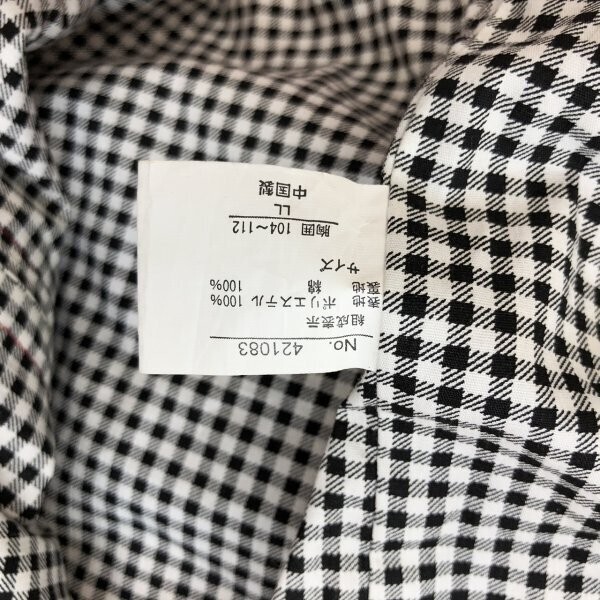 No. 421083
組成表示
表地 ポリエステル 100%
裏地 綿 100%
サイズ
胸囲 104〜112
LL
中国製